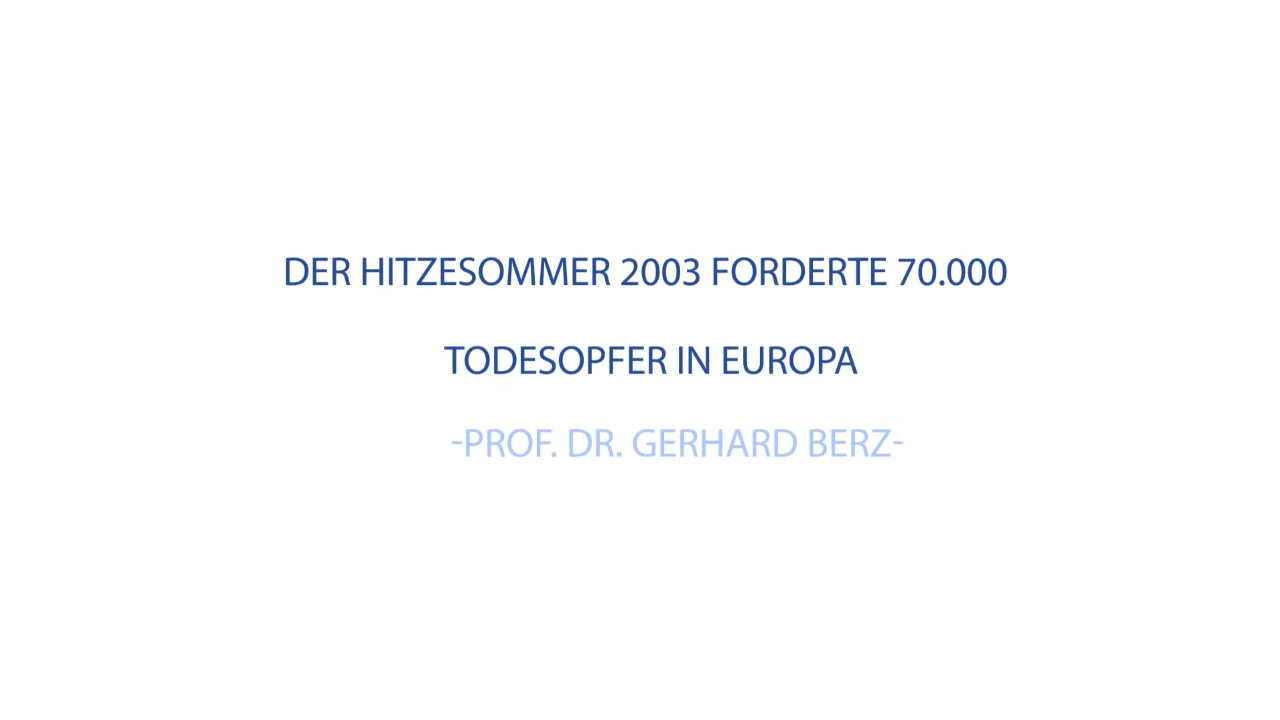 DER HITZESOMMER 2003 FORDERTE 70.000
TODESOPFER IN EUROPA
-PROF. DR. GERHARD BERZ-